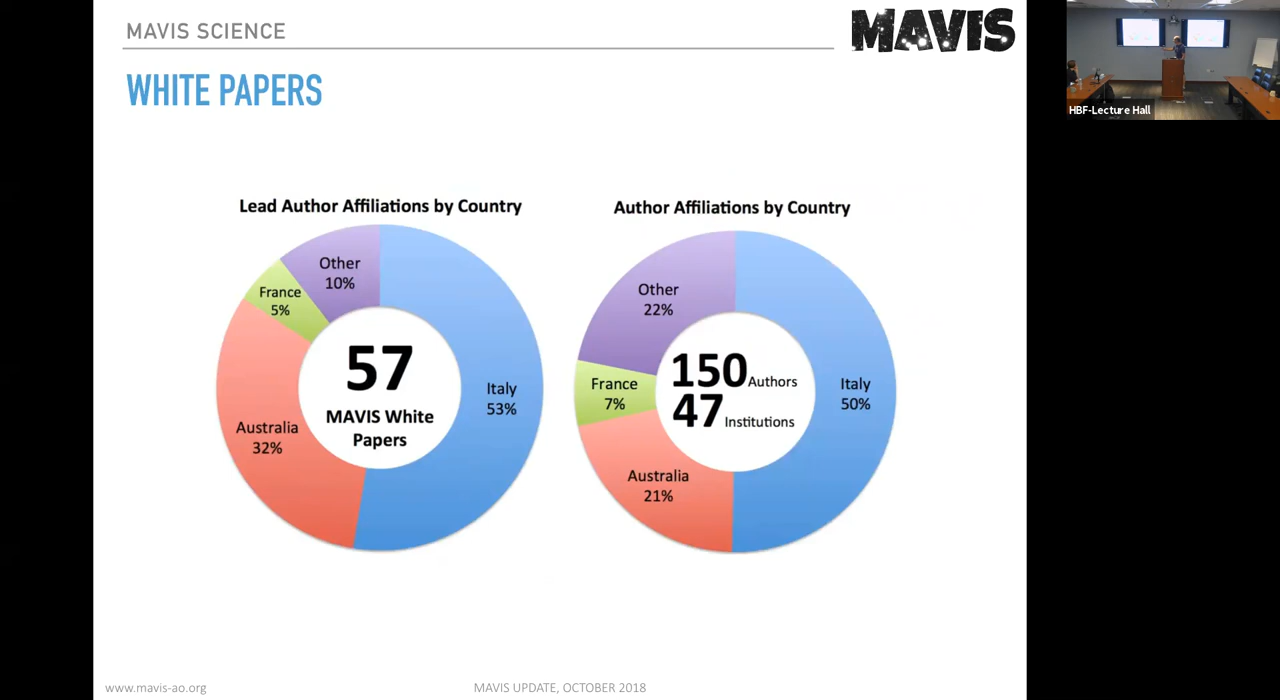 MAVIS SCIENCE
MAVIS
WHITE PAPERS
HBF-Lecture Hall
Lead Author Affiliations by Country
Other
10%
France
5%
Australia
32%
Italy
53%
57
MAVIS White
Papers
Author Affiliations by Country
Other
22%
France
7%
Australia
21%
Italy
50%
150 Authors
47 Institutions
www.mavis-ao.org
MAVIS UPDATE, OCTOBER 2018